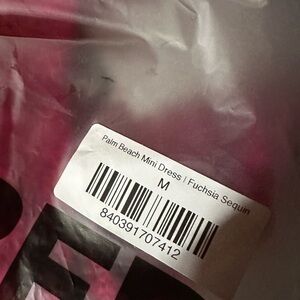 Palm Beach Mini Dress | Fuchsia Sequin
M
840391707412